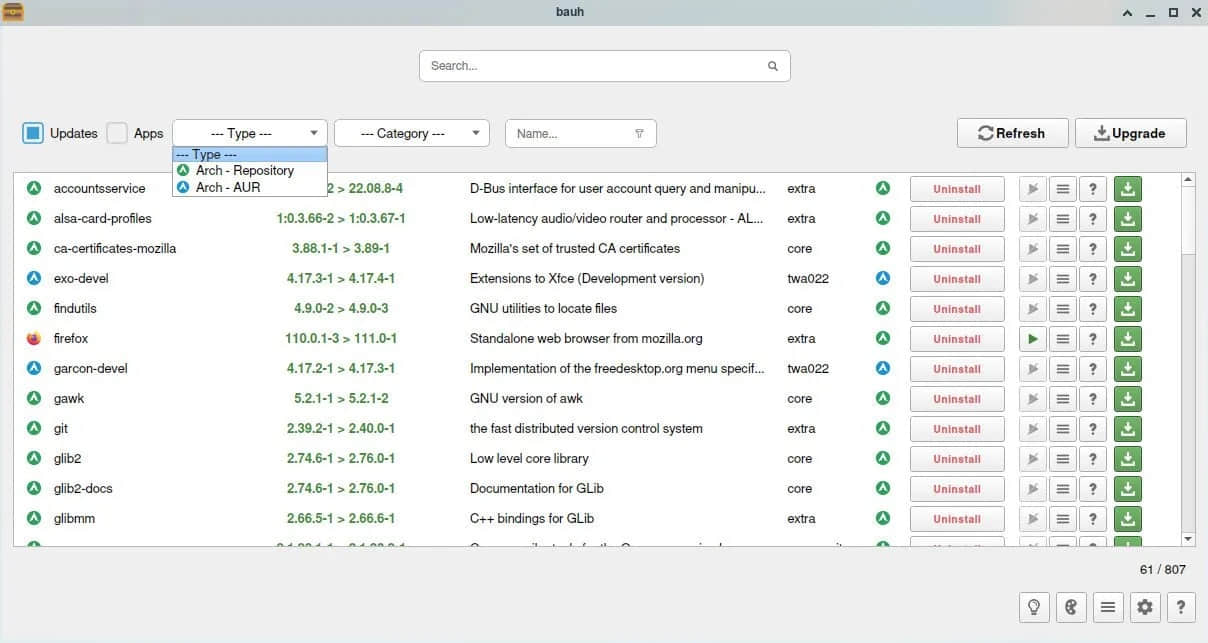 bauh
Search...
Updates Apps --- Type --- --- Category --- Name... Refresh Upgrade
--- Type ---
Arch - Repository
Arch - AUR
accountsservice 2 > 22.08.8-4 D-Bus interface for user account query and manipu... extra Uninstall ?
alsa-card-profiles 1:0.3.66-2 > 1:0.3.67-1 Low-latency audio/video router and processor - AL... extra Uninstall ?
ca-certificates-mozilla 3.88.1-1 > 3.89-1 Mozilla's set of trusted CA certificates core Uninstall ?
exo-devel 4.17.3-1 > 4.17.4-1 Extensions to Xfce (Development version) twa022 Uninstall ?
findutils 4.9.0-2 > 4.9.0-3 GNU utilities to locate files core Uninstall ?
firefox 110.0.1-3 > 111.0-1 Standalone web browser from mozilla.org extra Uninstall ?
garcon-devel 4.17.2-1 > 4.17.3-1 Implementation of the freedesktop.org menu specif... twa022 Uninstall ?
gawk 5.2.1-1 > 5.2.1-2 GNU version of awk core Uninstall ?
git 2.39.2-1 > 2.40.0-1 the fast distributed version control system extra Uninstall ?
glib2 2.74.6-1 > 2.76.0-1 Low level core library core Uninstall ?
glib2-docs 2.74.6-1 > 2.76.0-1 Documentation for GLib core Uninstall ?
glibmm 2.66.5-1 > 2.66.6-1 C++ bindings for GLib extra Uninstall ?
61 / 807
?